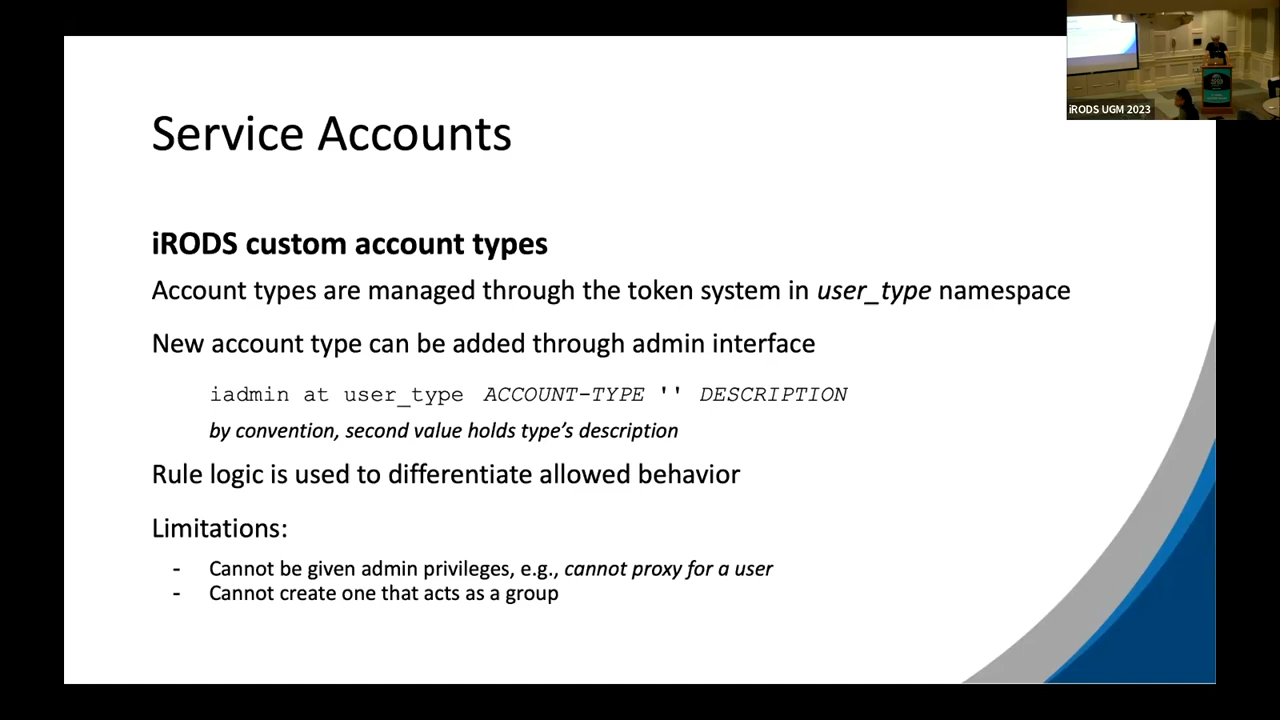 iRODS UGM 2023
Service Accounts
iRODS custom account types
Account types are managed through the token system in user_type namespace
New account type can be added through admin interface
iadmin at user_type ACCOUNT-TYPE '' DESCRIPTION
by convention, second value holds type's description
Rule logic is used to differentiate allowed behavior
Limitations:
- Cannot be given admin privileges, e.g., cannot proxy for a user
- Cannot create one that acts as a group